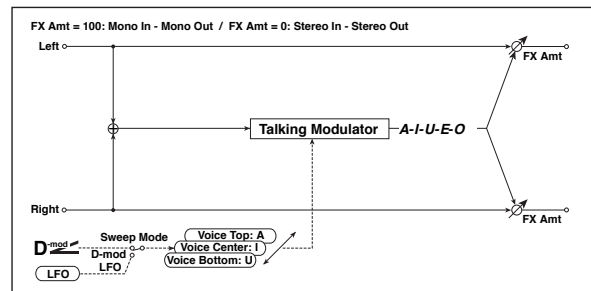 FX Amt = 100: Mono In - Mono Out / FX Amt = 0: Stereo In - Stereo Out
Left
FX Amt
Talking Modulator
A-I-U-E-O
Right
FX Amt
Sweep Mode
D-mod
D-mod
LFO
LFO
Voice Top: A
Voice Center: I
Voice Bottom: U